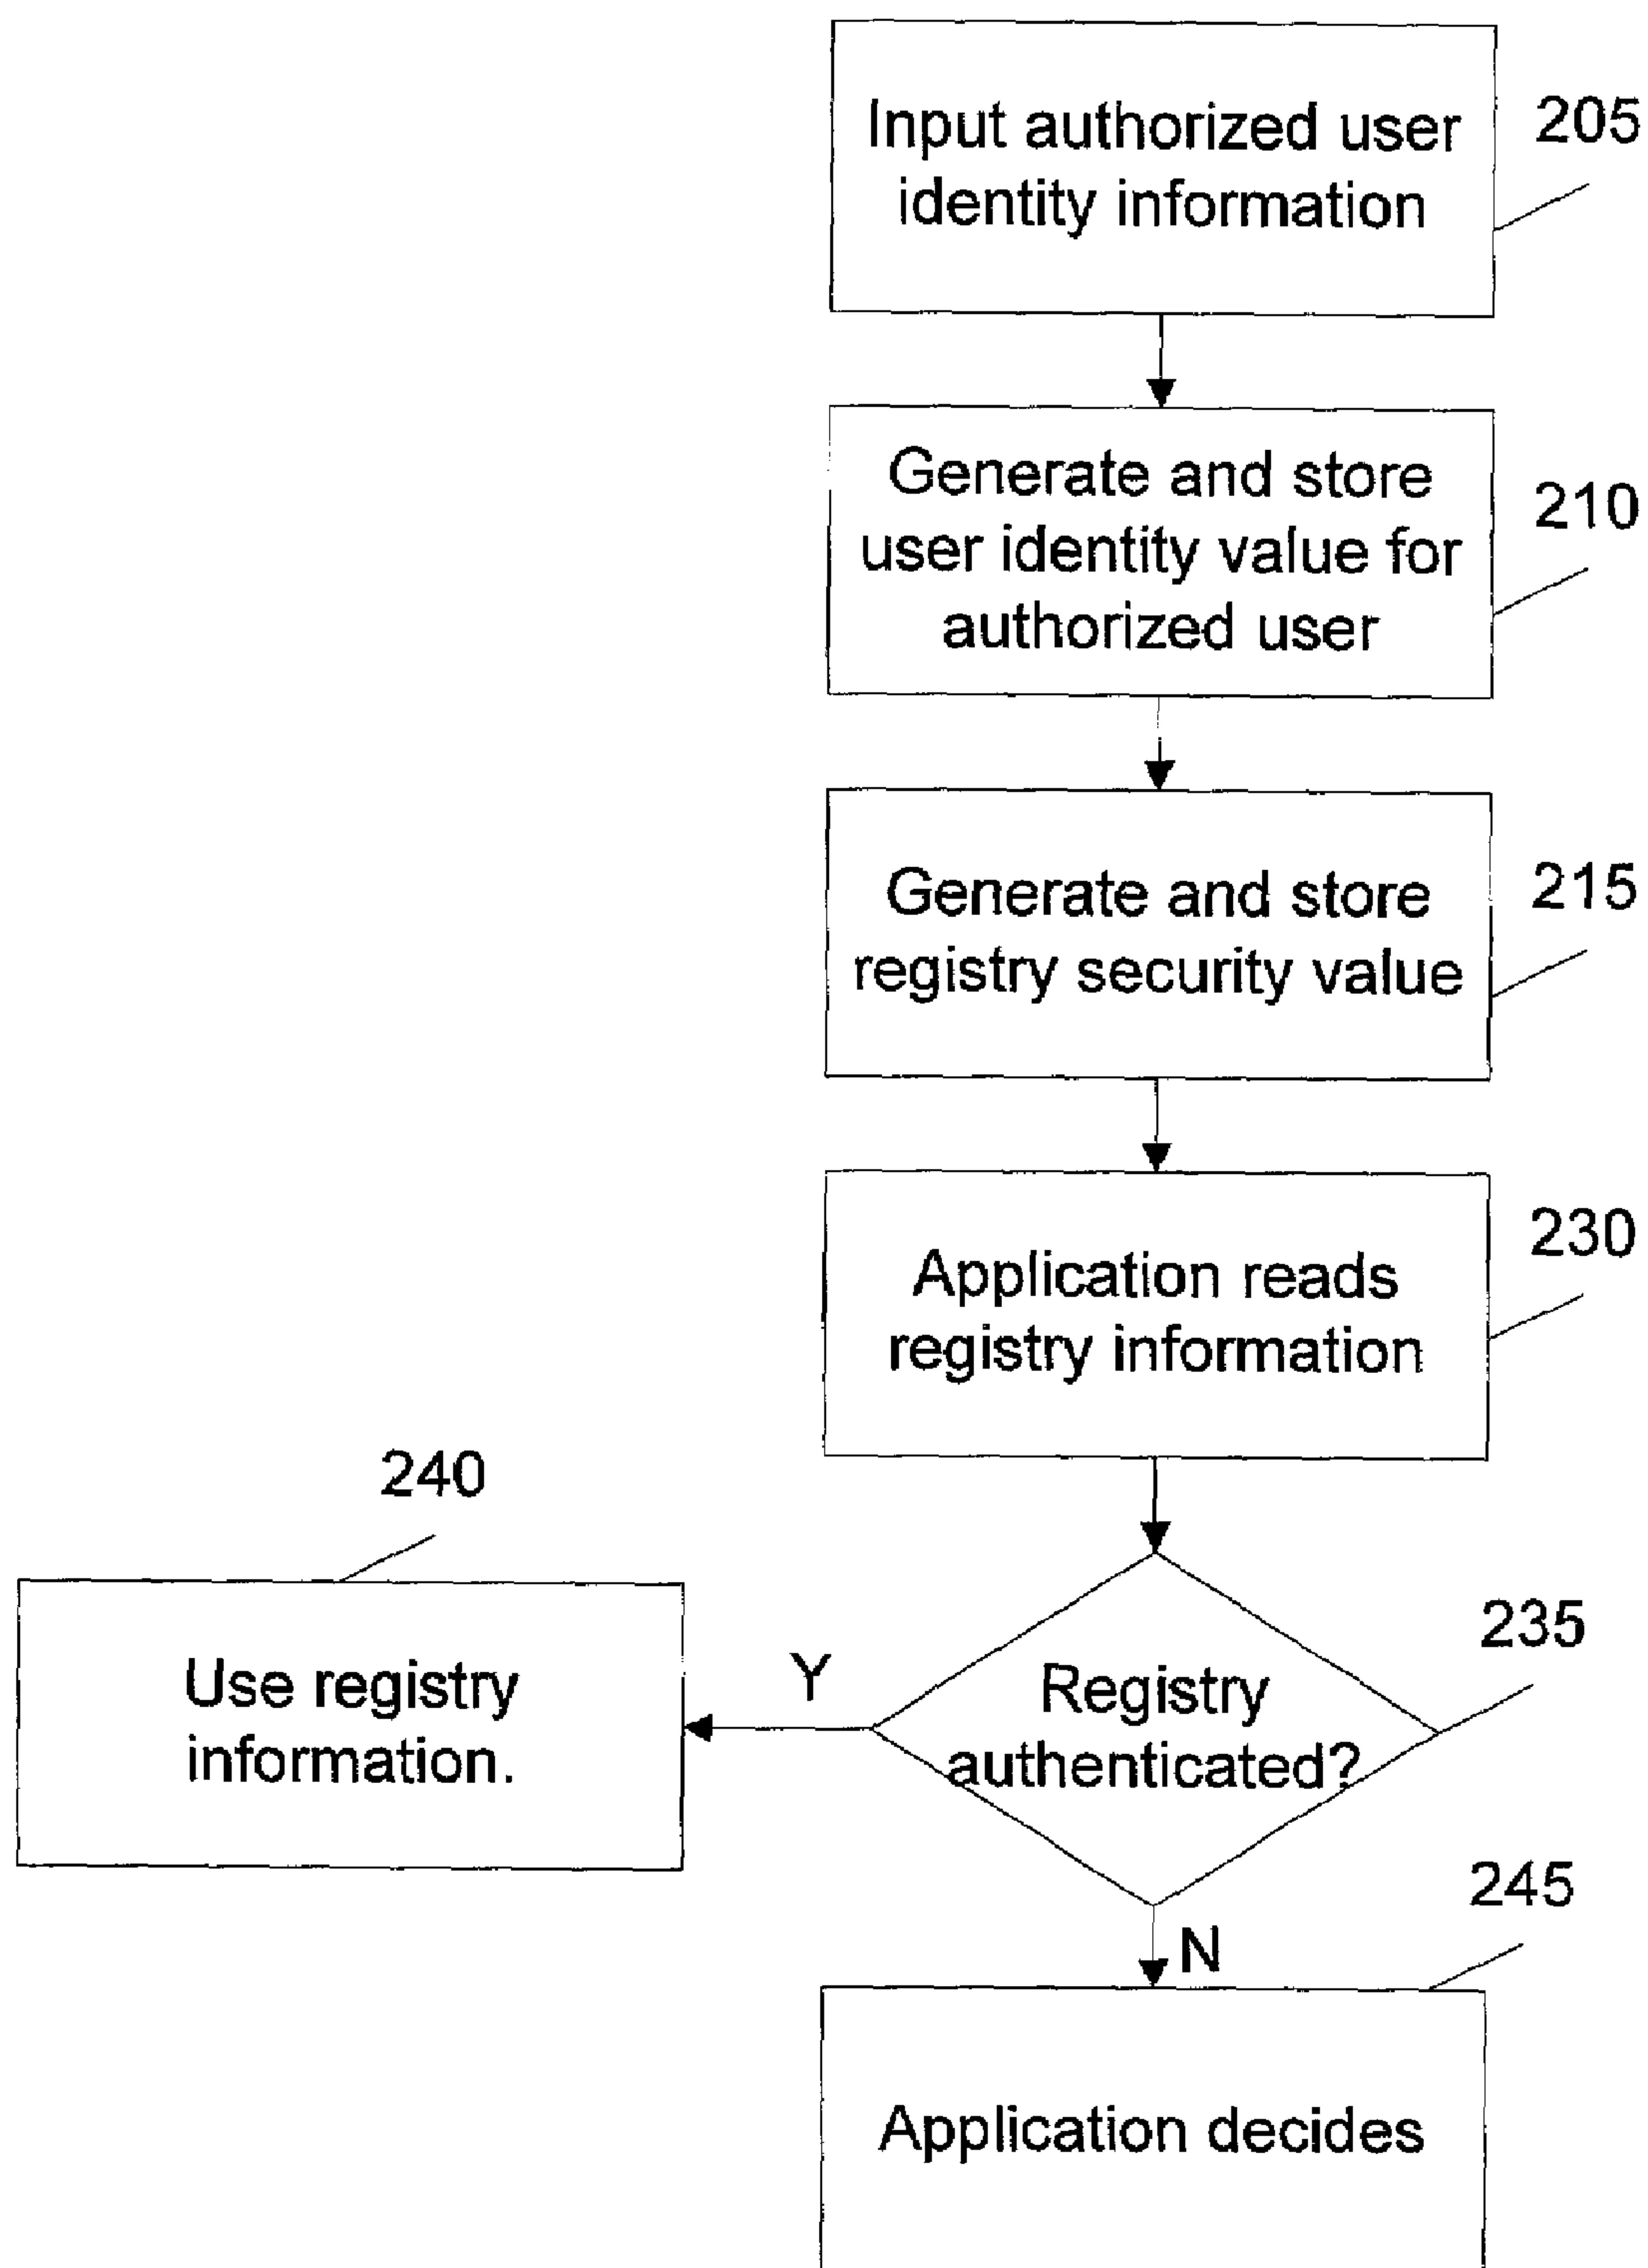 Input authorized user
identity information
205
Generate and store
user identity value for
authorized user
210
Generate and store
registry security value
215
Application reads
registry information
230
240
Use registry
information.
Y
Registry
authenticated?
235
N
245
Application decides